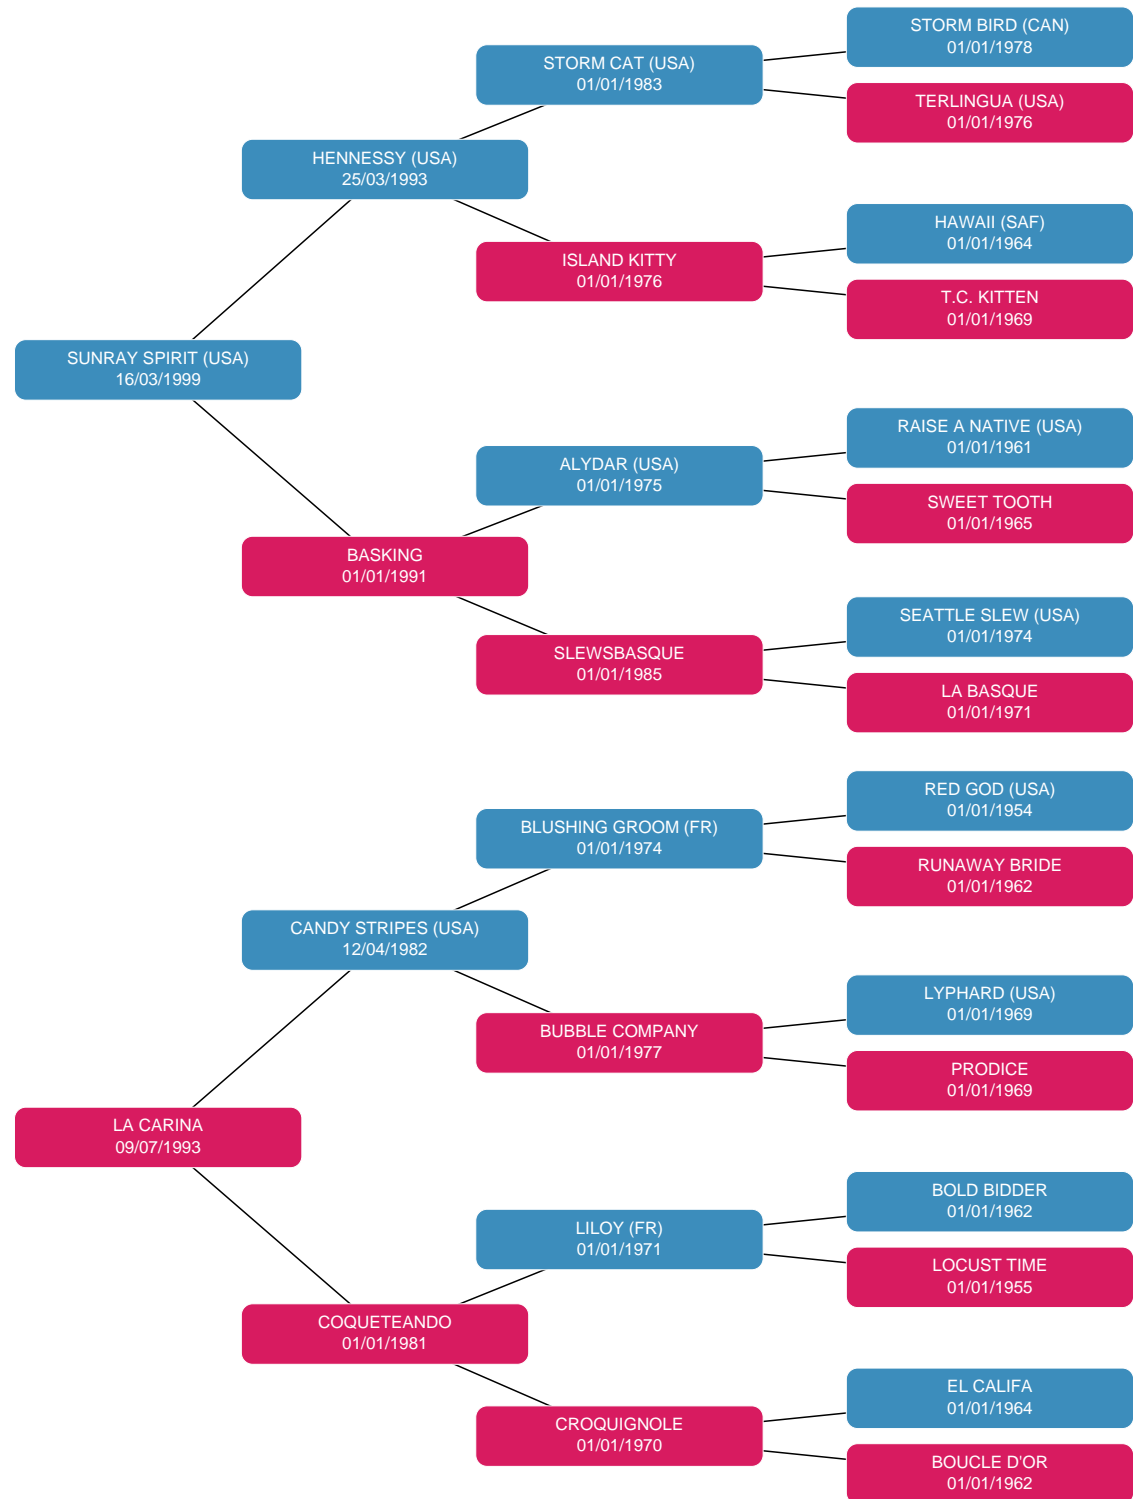 STORM BIRD (CAN)
01/01/1978
STORM CAT (USA)
01/01/1983
TERLINGUA (USA)
01/01/1976
HENNESSY (USA)
25/03/1993
HAWAII (SAF)
01/01/1964
ISLAND KITTY
01/01/1976
T.C. KITTEN
01/01/1969
SUNRAY SPIRIT (USA)
16/03/1999
RAISE A NATIVE (USA)
01/01/1961
ALYDAR (USA)
01/01/1975
SWEET TOOTH
01/01/1965
BASKING
01/01/1991
SEATTLE SLEW (USA)
01/01/1974
SLEWSBASQUE
01/01/1985
LA BASQUE
01/01/1971
RED GOD (USA)
01/01/1954
BLUSHING GROOM (FR)
01/01/1974
RUNAWAY BRIDE
01/01/1962
CANDY STRIPES (USA)
12/04/1982
LYPHARD (USA)
01/01/1969
BUBBLE COMPANY
01/01/1977
PRODICE
01/01/1969
LA CARINA
09/07/1993
BOLD BIDDER
01/01/1962
LILOY (FR)
01/01/1971
LOCUST TIME
01/01/1955
COQUETEANDO
01/01/1981
EL CALIFA
01/01/1964
CROQUIGNOLE
01/01/1970
BOUCLE D'OR
01/01/1962